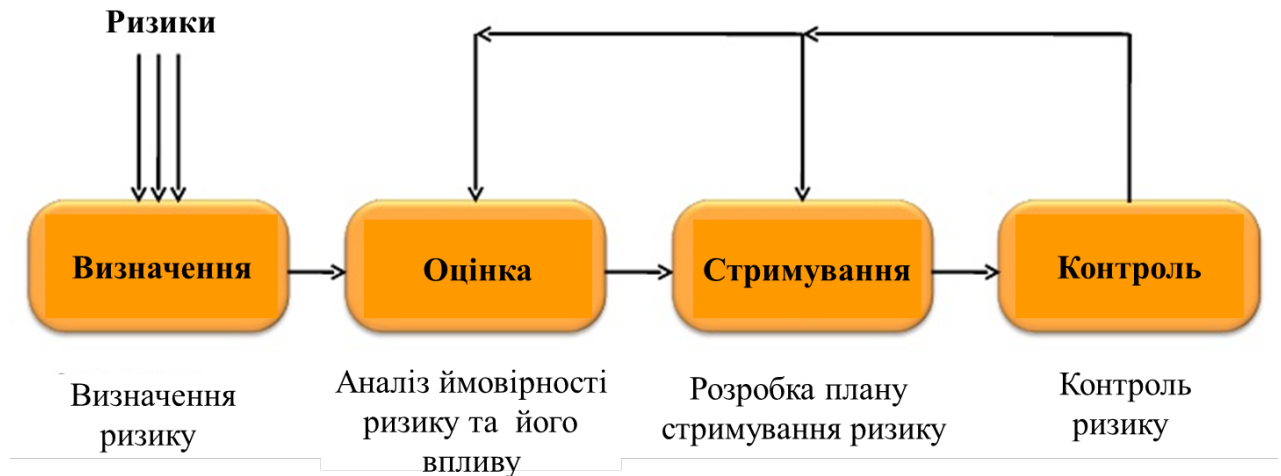 Ризики
Визначення
Оцінка
Стримування
Контроль
Визначення
ризику
Аналіз ймовірності
ризику та його
впливу
Розробка плану
стримування ризику
Контроль
ризику